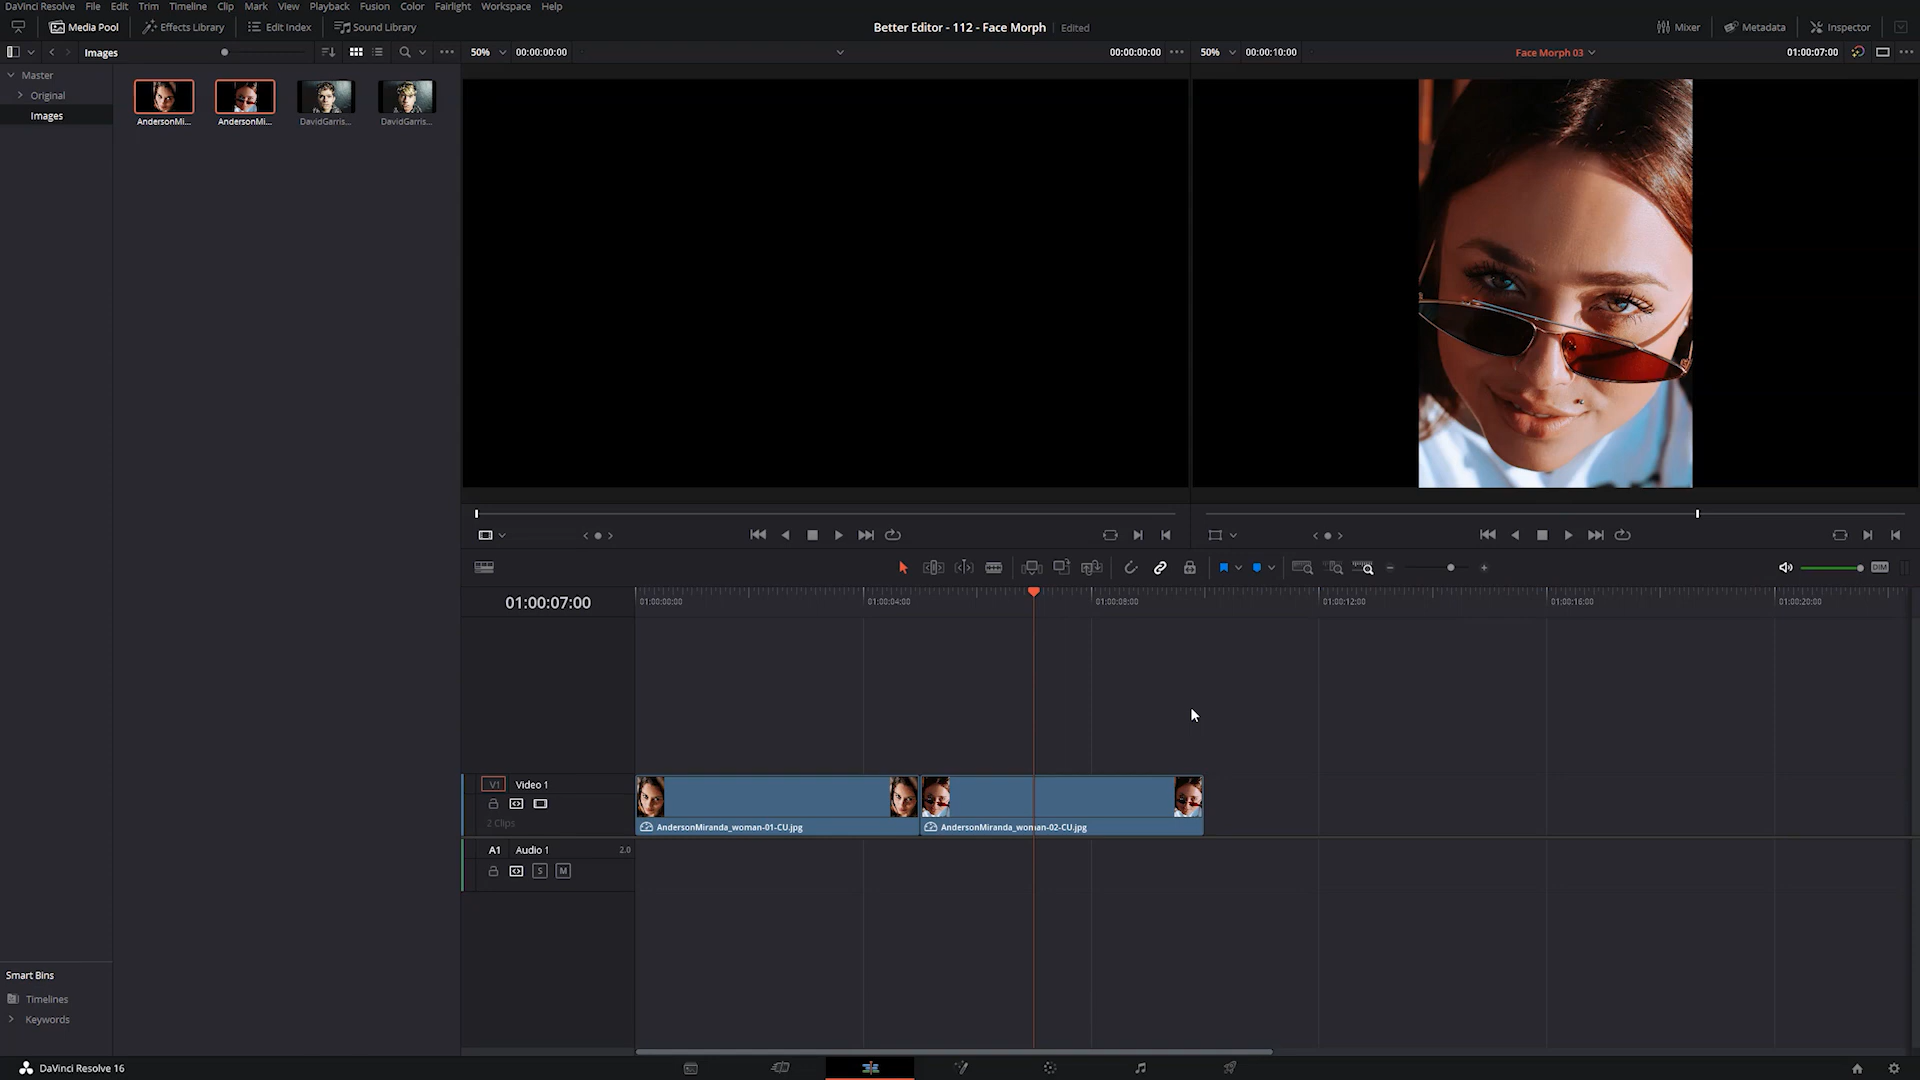 DaVinci Resolve File Edit Trim Timeline Clip Mark View Playback Fusion Color Fairlight Workspace Help
Media Pool Effects Library Edit Index Sound Library Better Editor - 112 - Face Morph Edited Mixer Metadata Inspector
Images 50% 00:00:00:00 00:00:00:00 50% 00:00:10:00 Face Morph 03 01:00:07:00
Master
Original
Images
AndersonMi... AndersonMi... DavidGarris... DavidGarris...
DIM
01:00:07:00 01:00:00:00 01:00:04:00 01:00:08:00 01:00:12:00 01:00:16:00 01:00:20:00
V1 Video 1
2 Clips
AndersonMiranda_woman-01-CU.jpg AndersonMiranda_woman-02-CU.jpg
A1 Audio 1 2.0
S M
Smart Bins
Timelines
Keywords
DaVinci Resolve 16